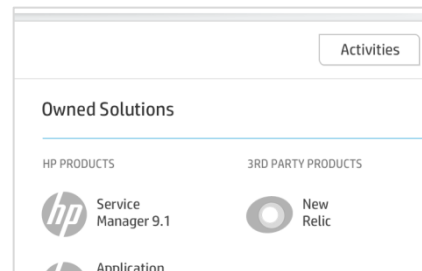 Activities
Owned Solutions
HP PRODUCTS
3RD PARTY PRODUCTS
hp
Service
Manager 9.1
New
Relic
Application